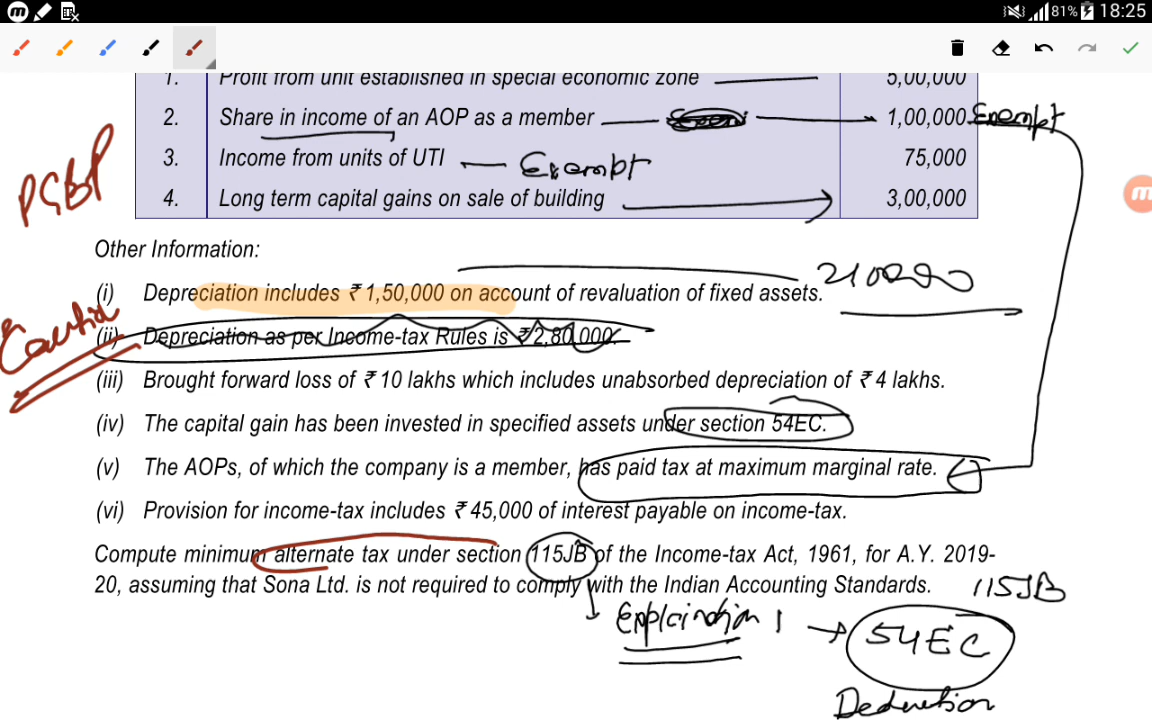 81% 18:25
1. Profit from unit established in special economic zone 5,00,000
2. Share in income of an AOP as a member 1,00,000 Exempt
3. Income from units of UTI Exempt 75,000
4. Long term capital gains on sale of building 3,00,000
PGBP
Other Information:
(i) Depreciation includes ₹ 1,50,000 on account of revaluation of fixed assets.
(ii) Depreciation as per Income-tax Rules is ₹ 2,80,000.
(iii) Brought forward loss of ₹ 10 lakhs which includes unabsorbed depreciation of ₹ 4 lakhs.
(iv) The capital gain has been invested in specified assets under section 54EC.
(v) The AOPs, of which the company is a member, has paid tax at maximum marginal rate.
(vi) Provision for income-tax includes ₹ 45,000 of interest payable on income-tax.
Compute minimum alternate tax under section 115JB of the Income-tax Act, 1961, for A.Y. 2019-
20, assuming that Sona Ltd. is not required to comply with the Indian Accounting Standards.
115JB
1
54EC
Deduction